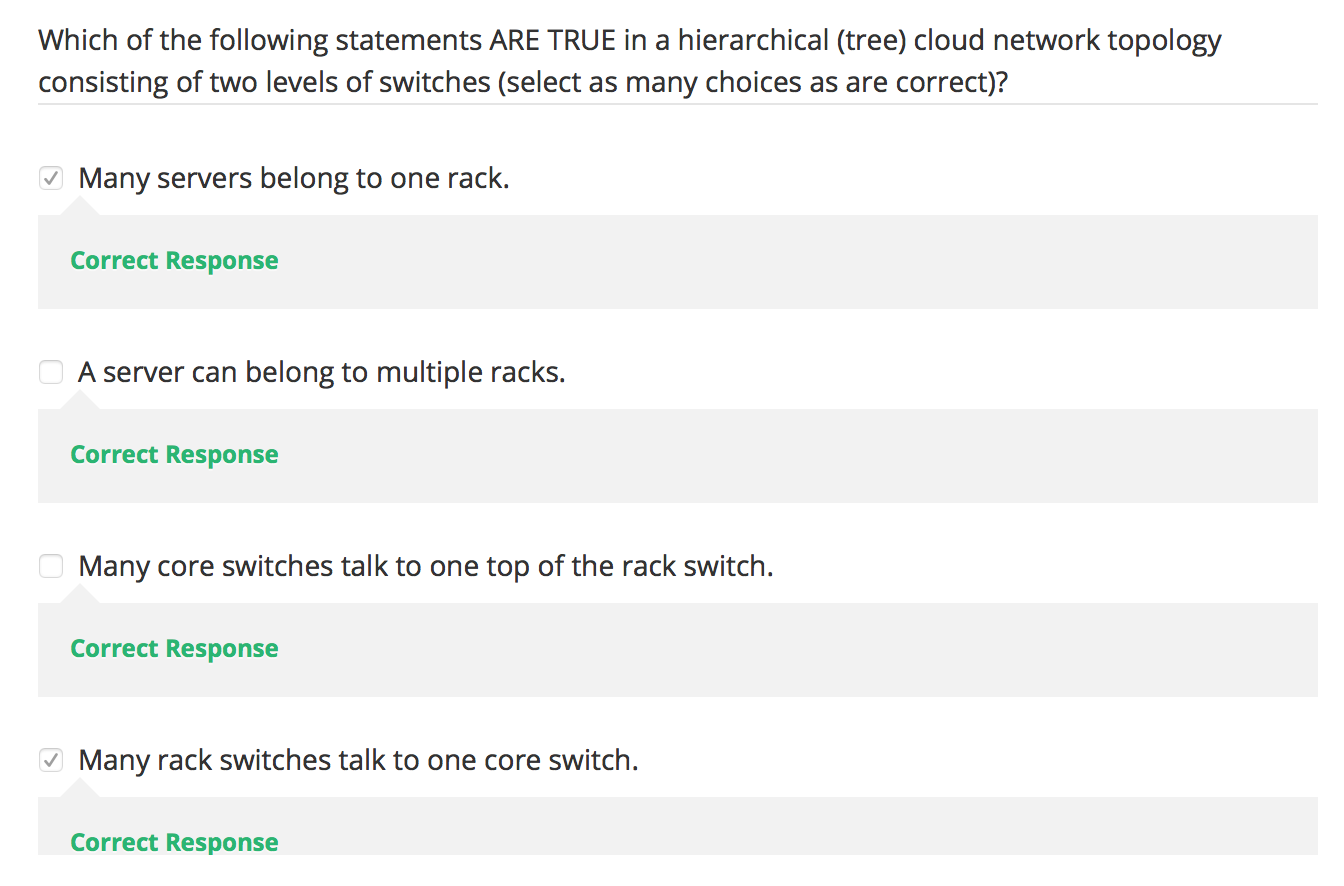 Which of the following statements ARE TRUE in a hierarchical (tree) cloud network topology
consisting of two levels of switches (select as many choices as are correct)?
Many servers belong to one rack.
Correct Response
A server can belong to multiple racks.
Correct Response
Many core switches talk to one top of the rack switch.
Correct Response
Many rack switches talk to one core switch.
Correct Response